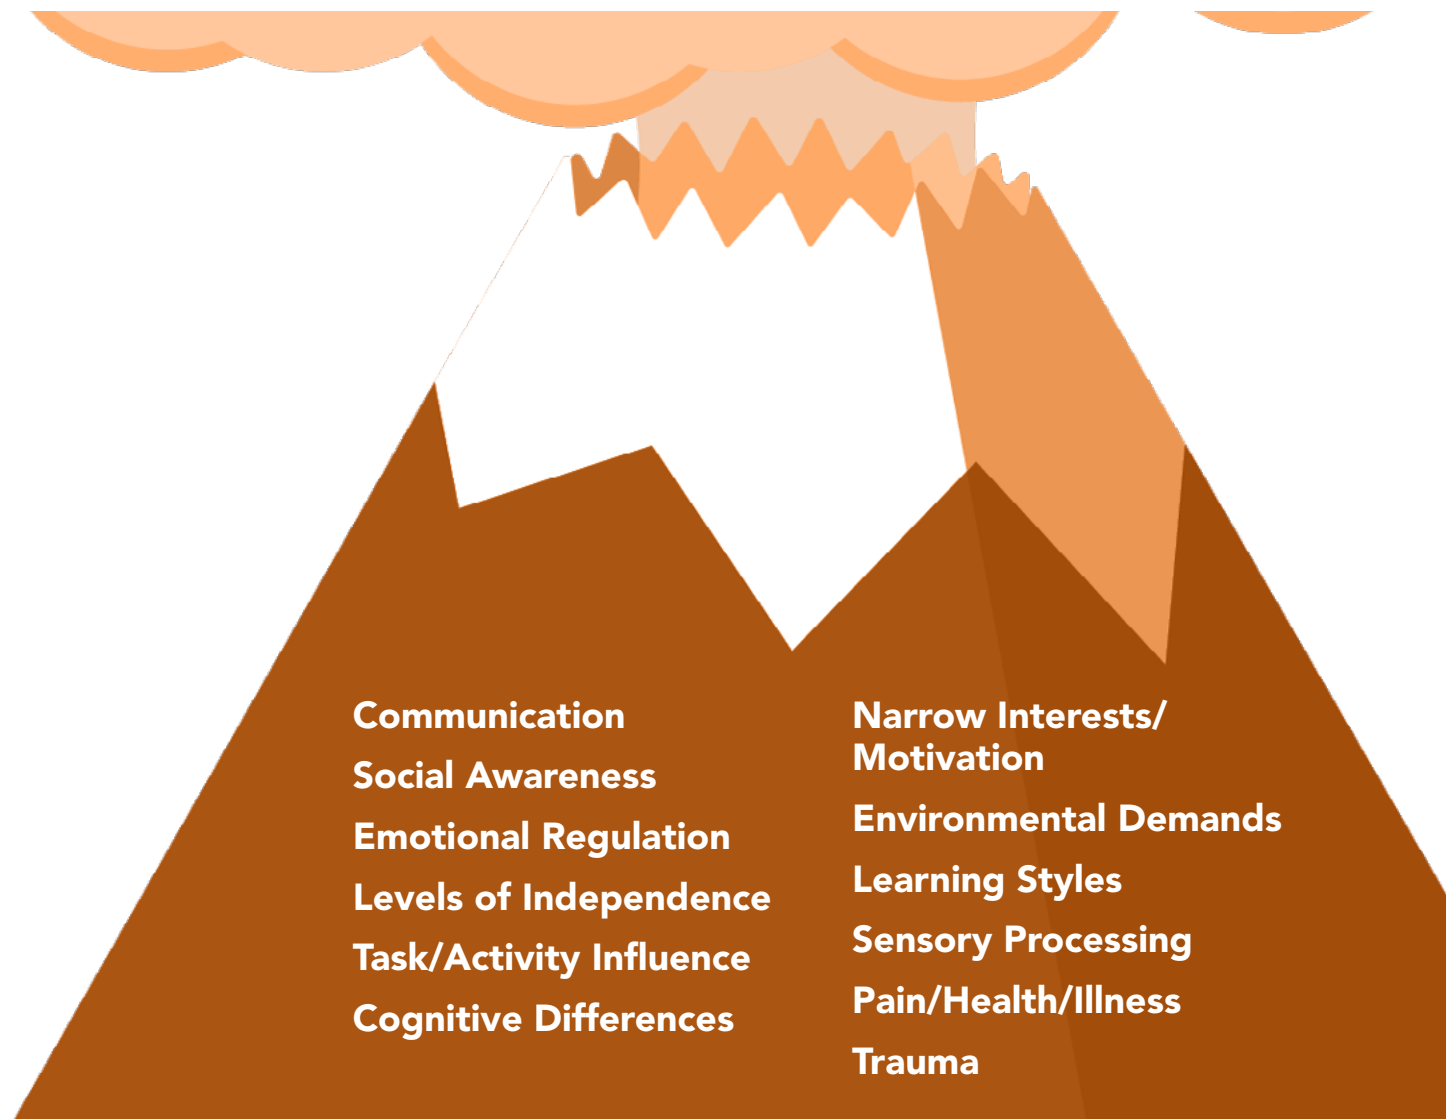 Communication
Social Awareness
Emotional Regulation
Levels of Independence
Task/Activity Influence
Cognitive Differences
Narrow Interests/
Motivation
Environmental Demands
Learning Styles
Sensory Processing
Pain/Health/Illness
Trauma